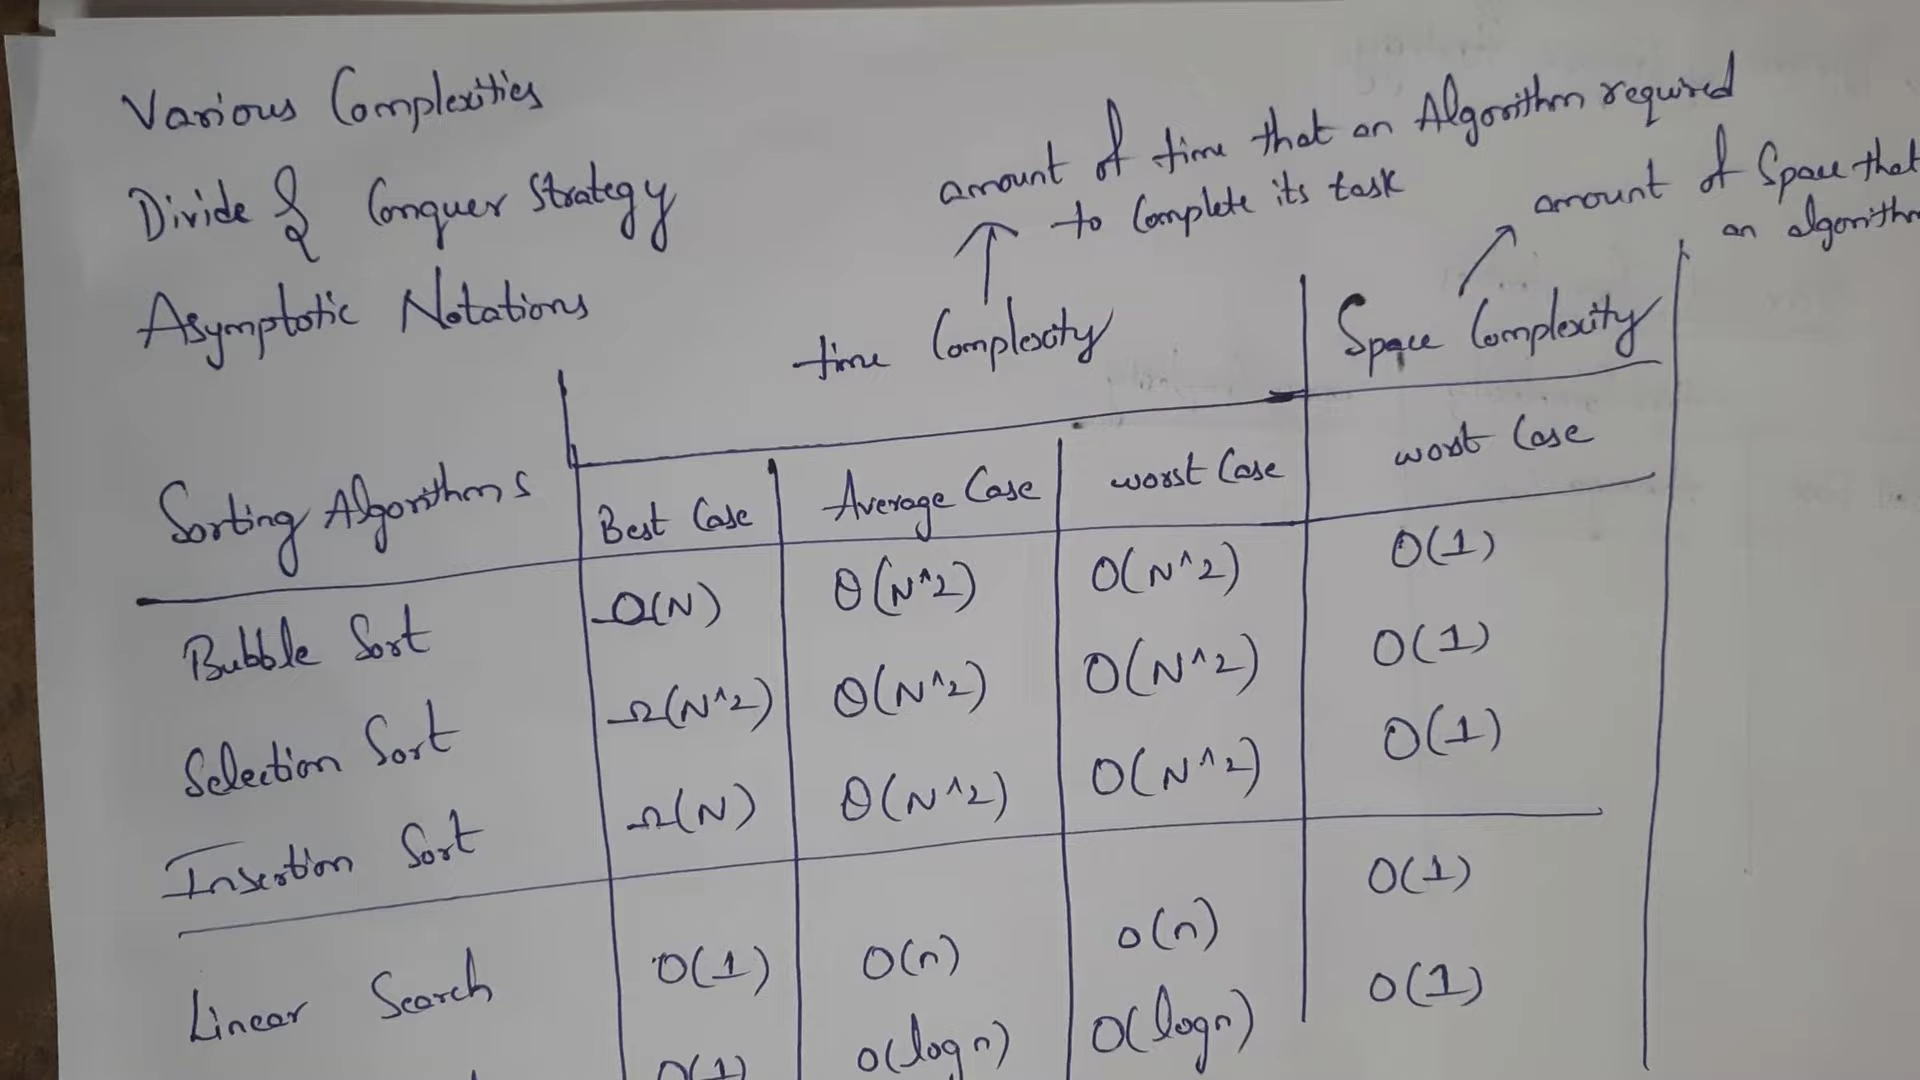 Various Complexities
Divide & Conquer Strategy
Asymptotic Notations
amount of time that an Algorithm required
to Complete its task
amount of Space that
an algorithm
time Complexity
Space Complexity
Sorting Algorithms
Best Case
Average Case
worst Case
worst Case
Bubble Sort
Ω(N)
Θ(N^2)
O(N^2)
O(1)
Selection Sort
Ω(N^2)
Θ(N^2)
O(N^2)
O(1)
Insertion Sort
Ω(N)
Θ(N^2)
O(N^2)
O(1)
Linear Search
O(1)
O(n)
O(n)
O(1)
O(1)
O(log n)
O(logn)
O(1)